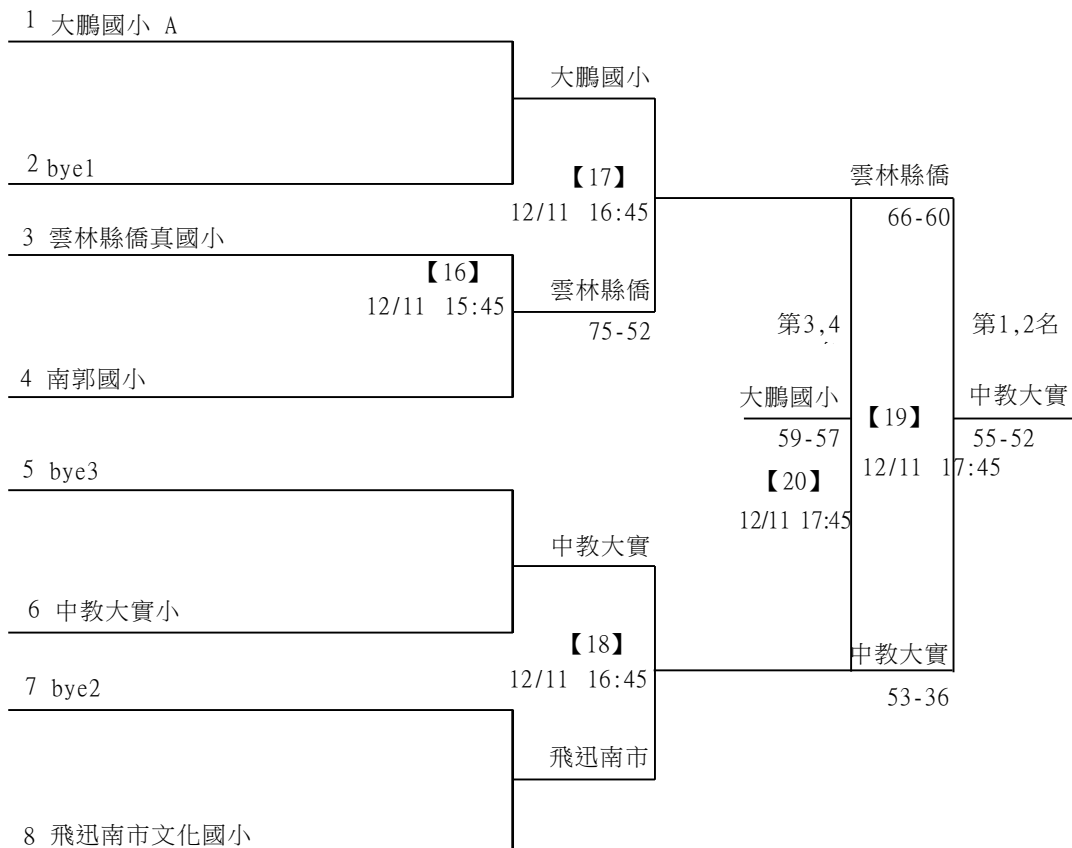 1 大鵬國小 A
大鵬國小
2 bye1
【17】
12/11 16:45
雲林縣僑
66-60
3 雲林縣僑真國小
【16】
12/11 15:45
雲林縣僑
75-52
第3,4
第1,2名
4 南郭國小
大鵬國小
59-57
【19】
12/11 17:45
中教大實
55-52
5 bye3
【20】
12/11 17:45
中教大實
6 中教大實小
【18】
12/11 16:45
中教大實
53-36
7 bye2
飛迅南市
8 飛迅南市文化國小